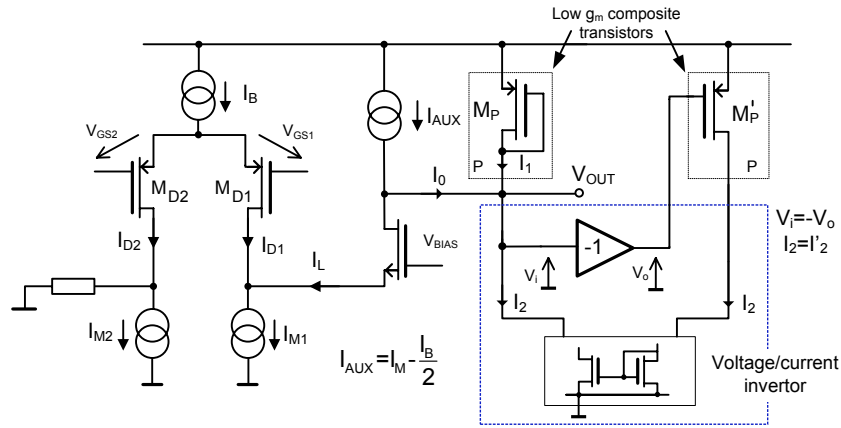 Low gm composite
transistors
IB
IAUX
MP
M'P
VGS2
VGS1
P
I1
P
MD2
MD1
I0
VOUT
Vi=-Vo
I2=I'2
ID2
ID1
IL
VBIAS
-1
Vi
Vo
I2
I2
IM2
IM1
IAUX=IM-IB/2
Voltage/current
invertor